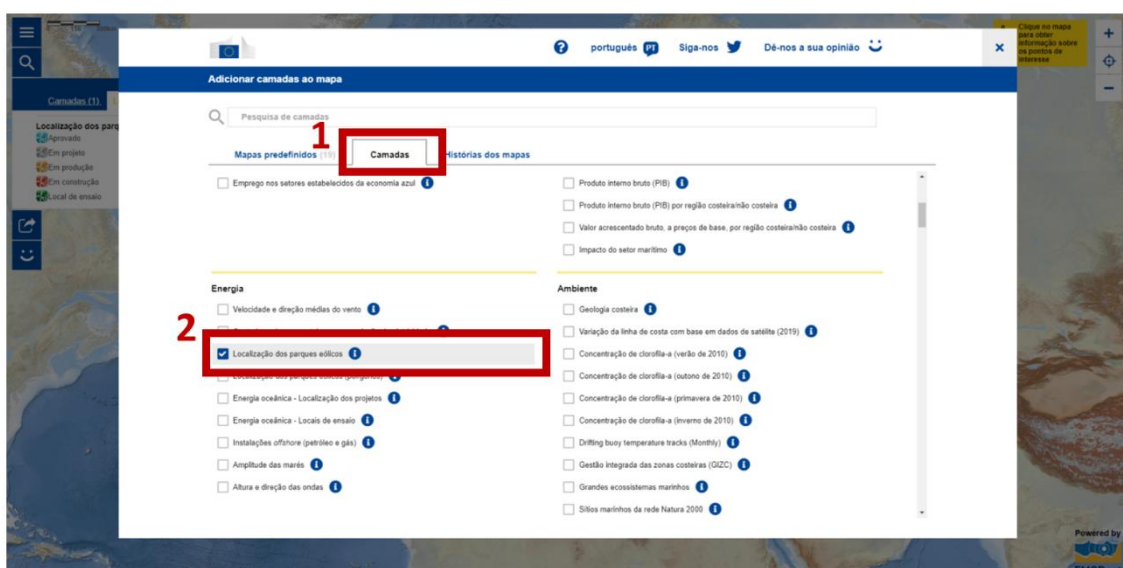 Clique no mapa
para obter
informação sobre
os pontos de
interesse
português PT
Siga-nos
Dê-nos a sua opinião
Adicionar camadas ao mapa
Camadas (1)
Localização dos parq
Aprovado
Em projeto
Em produção
Em construção
Local de ensaio
Pesquisa de camadas
1
Mapas predefinidos (19)
Camadas
Histórias dos mapas
Emprego nos setores estabelecidos da economia azul
Produto interno bruto (PIB)
Produto interno bruto (PIB) por região costeira/não costeira
Valor acrescentado bruto, a preços de base, por região costeira/não costeira
Impacto do setor marítimo
Energia
Velocidade e direção médias do vento
2
Localização dos parques eólicos
Localização dos parques eólicos (polígonos)
Energia oceânica - Localização dos projetos
Energia oceânica - Locais de ensaio
Instalações offshore (petróleo e gás)
Amplitude das marés
Altura e direção das ondas
Ambiente
Geologia costeira
Variação da linha de costa com base em dados de satélite (2019)
Concentração de clorofila-a (verão de 2010)
Concentração de clorofila-a (outono de 2010)
Concentração de clorofila-a (primavera de 2010)
Concentração de clorofila-a (inverno de 2010)
Drifting buoy temperature tracks (Monthly)
Gestão integrada das zonas costeiras (GIZC)
Grandes ecossistemas marinhos
Sítios marinhos da rede Natura 2000
Powered by